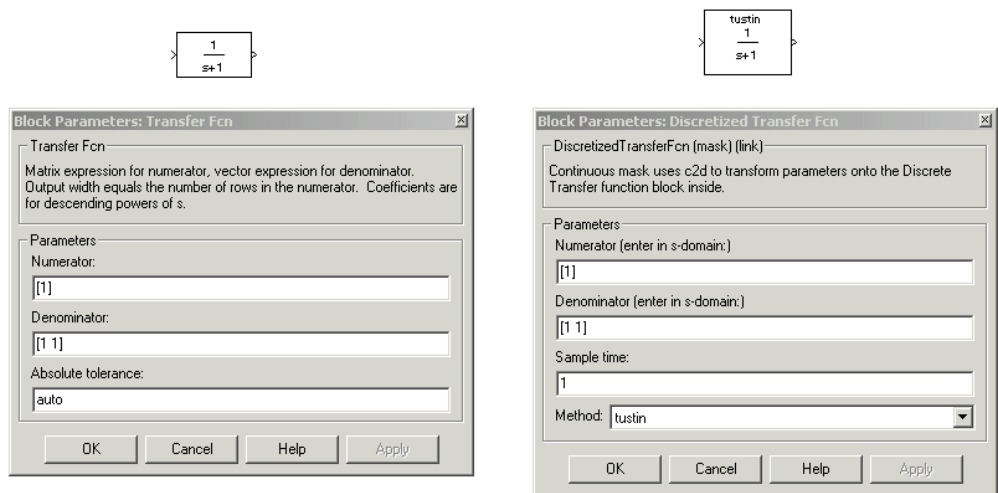 1
s+1
tustin
1
s+1
Block Parameters: Transfer Fcn
Transfer Fcn
Matrix expression for numerator, vector expression for denominator.
Output width equals the number of rows in the numerator. Coefficients are
for descending powers of s.
Parameters
Numerator:
[1]
Denominator:
[1 1]
Absolute tolerance:
auto
OK Cancel Help Apply
Block Parameters: Discretized Transfer Fcn
DiscretizedTransferFcn (mask) (link)
Continuous mask uses c2d to transform parameters onto the Discrete
Transfer function block inside.
Parameters
Numerator (enter in s-domain:)
[1]
Denominator (enter in s-domain:)
[1 1]
Sample time:
1
Method: tustin
OK Cancel Help Apply